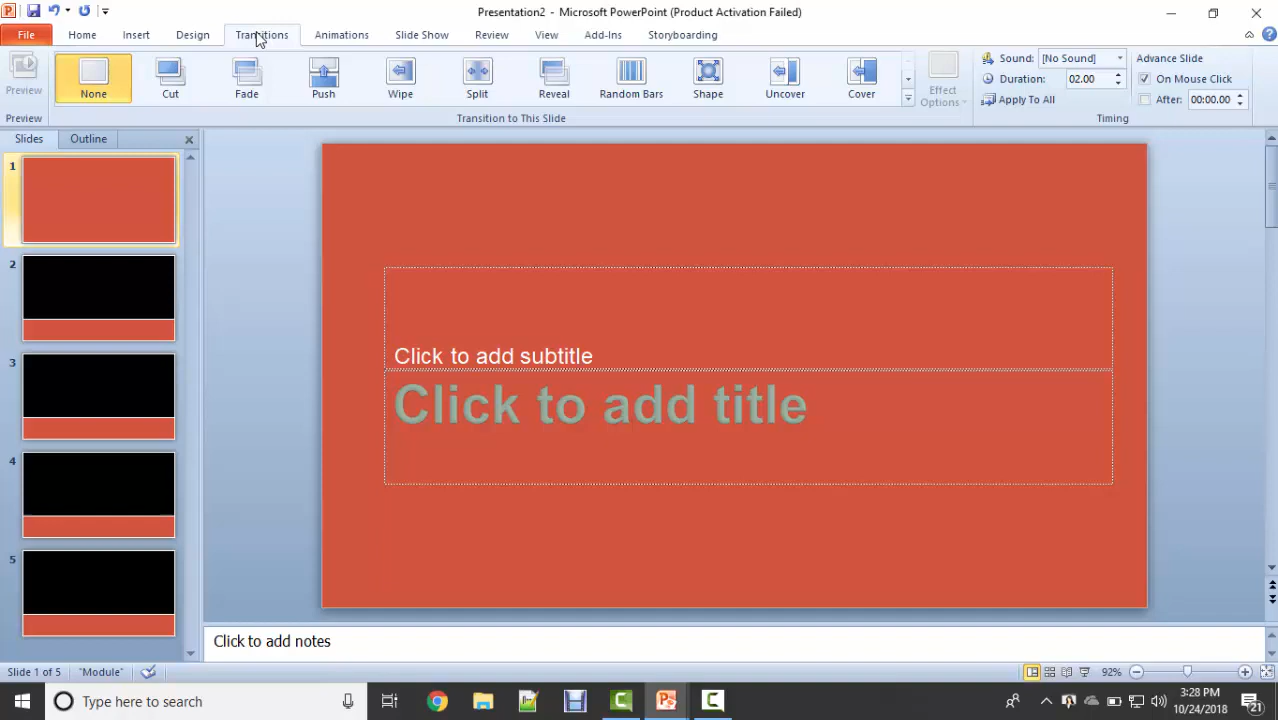 Presentation2 - Microsoft PowerPoint (Product Activation Failed)
File Home Insert Design Transitions Animations Slide Show Review View Add-Ins Storyboarding
Preview
None
Cut
Fade
Push
Wipe
Split
Reveal
Random Bars
Shape
Uncover
Cover
Effect
Options
Sound: [No Sound]
Duration: 02.00
Apply To All
Advance Slide
On Mouse Click
After: 00:00.00
Preview
Transition to This Slide
Timing
Slides Outline
1
2
3
4
5
Click to add subtitle
Click to add title
Click to add notes
Slide 1 of 5 "Module" 92%
Type here to search
3:28 PM
10/24/2018
21